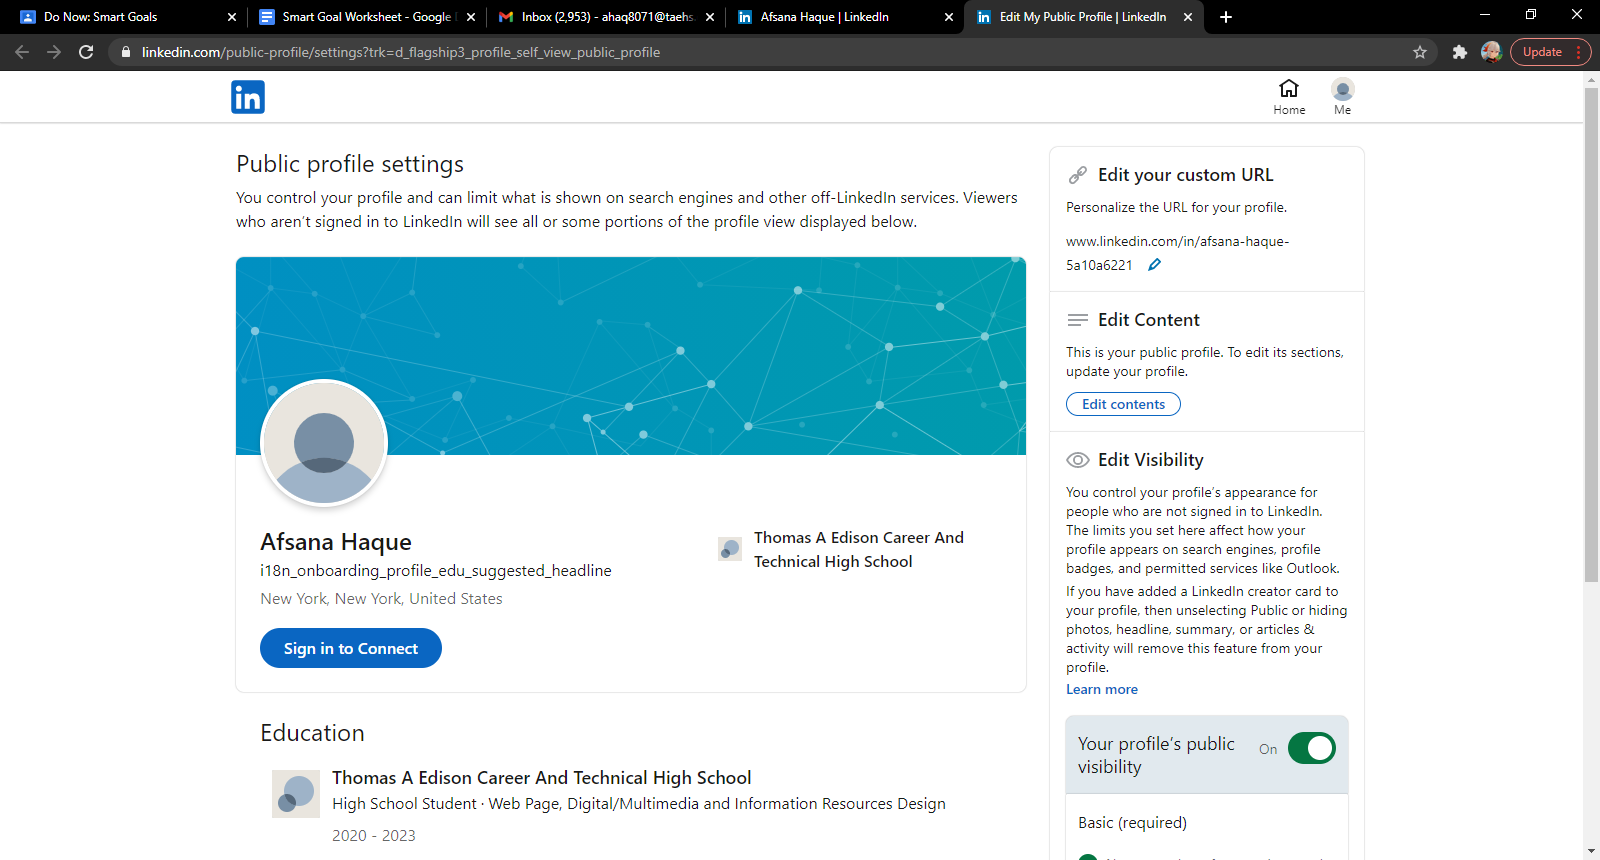 Do Now: Smart Goals
Smart Goal Worksheet - Google
Inbox (2,953) - ahaq8071@taehs.
Afsana Haque | LinkedIn
Edit My Public Profile | LinkedIn
linkedin.com/public-profile/settings?trk=d_flagship3_profile_self_view_public_profile
Update
in
Home
Me
Public profile settings
You control your profile and can limit what is shown on search engines and other off-LinkedIn services. Viewers
who aren't signed in to LinkedIn will see all or some portions of the profile view displayed below.
Afsana Haque
i18n_onboarding_profile_edu_suggested_headline
New York, New York, United States
Sign in to Connect
Thomas A Edison Career And
Technical High School
Education
Thomas A Edison Career And Technical High School
High School Student · Web Page, Digital/Multimedia and Information Resources Design
2020 - 2023
Edit your custom URL
Personalize the URL for your profile.
www.linkedin.com/in/afsana-haque-
5a10a6221
Edit Content
This is your public profile. To edit its sections,
update your profile.
Edit contents
Edit Visibility
You control your profile's appearance for
people who are not signed in to LinkedIn.
The limits you set here affect how your
profile appears on search engines, profile
badges, and permitted services like Outlook.
If you have added a LinkedIn creator card to
your profile, then unselecting Public or hiding
photos, headline, summary, or articles &
activity will remove this feature from your
profile.
Learn more
Your profile's public
visibility
On
Basic (required)